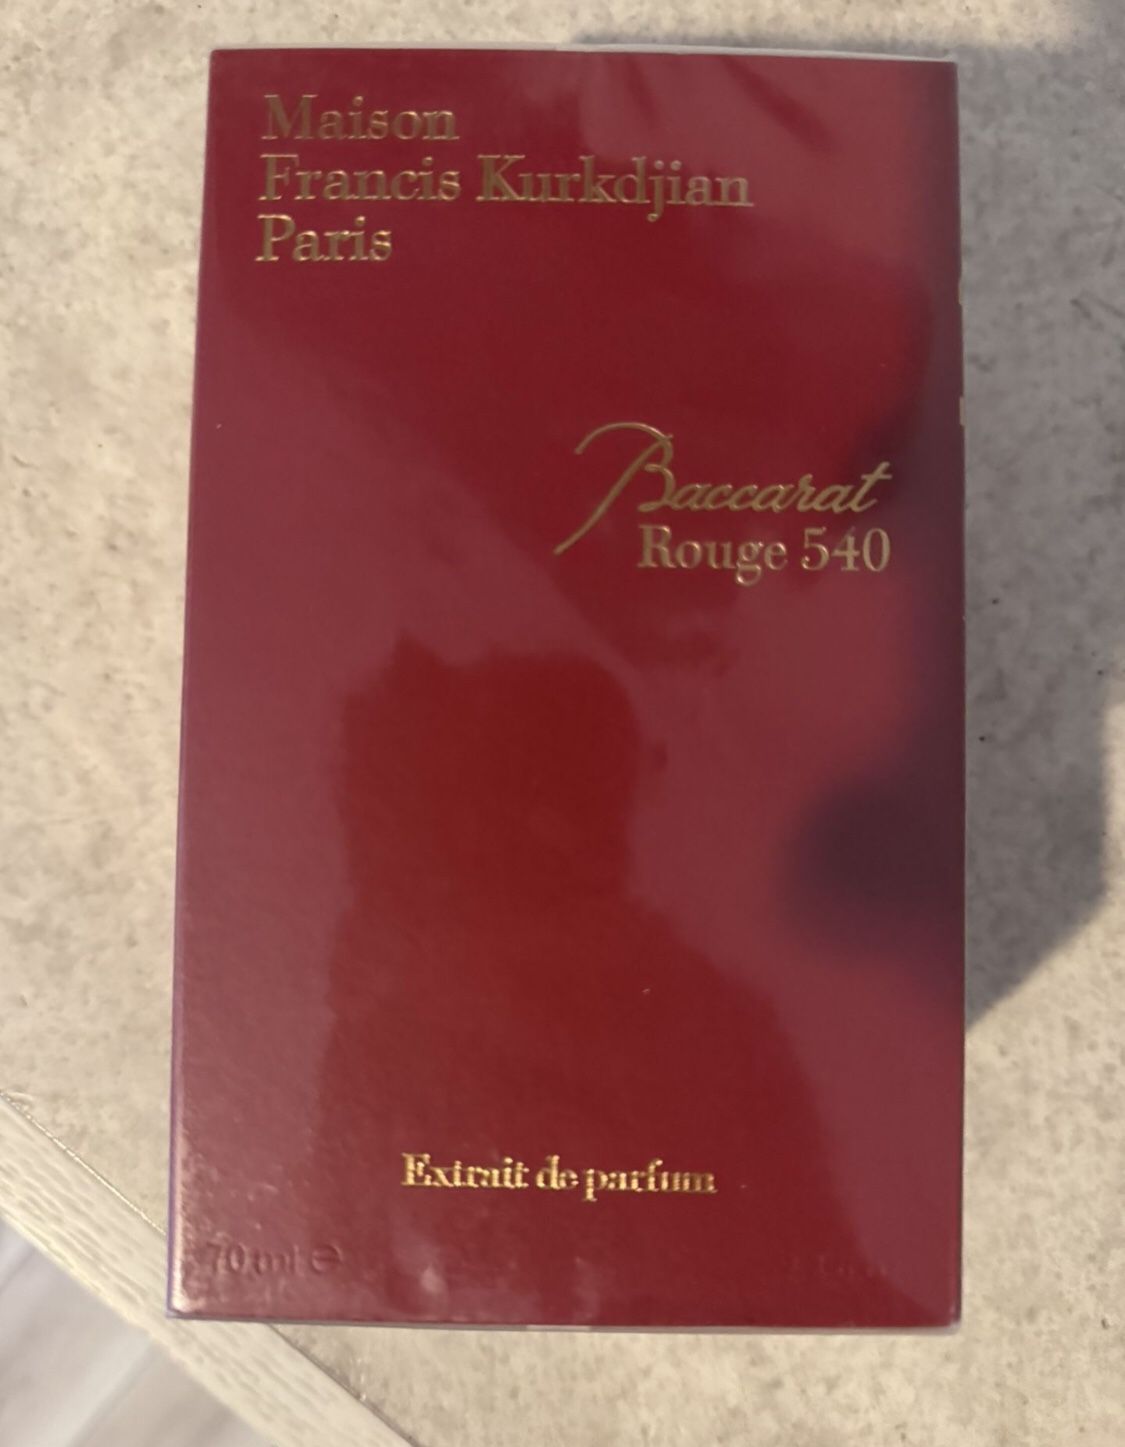 Maison
Francis Kurkdjian
Paris
Baccarat
Rouge 540
Extrait de parfum
70 ml ℮